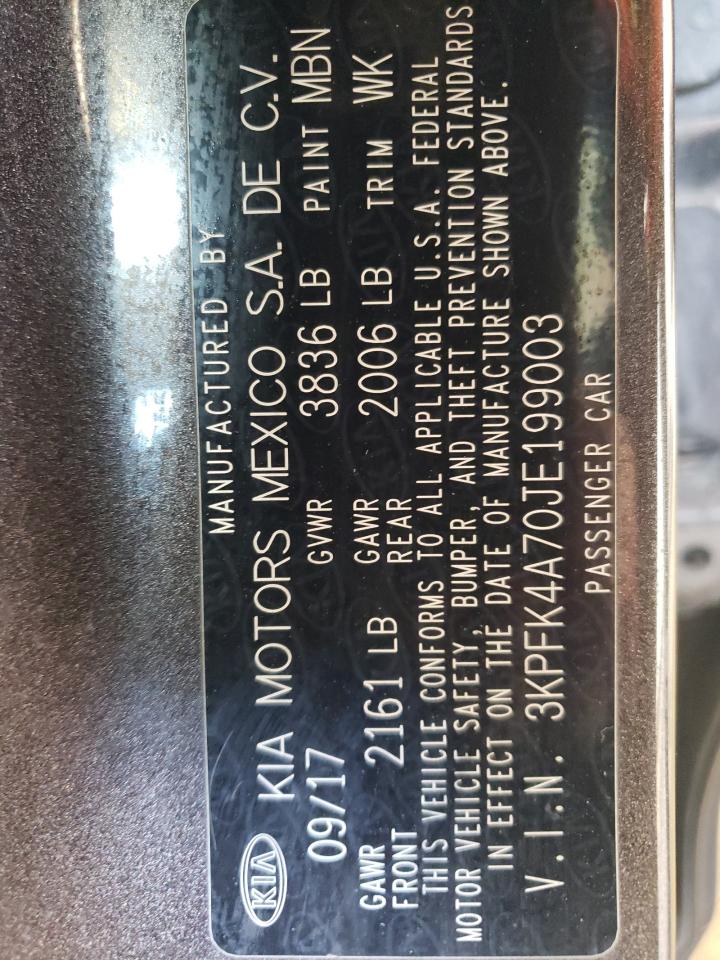 MANUFACTURED BY
KIA KIA MOTORS MEXICO S.A. DE C.V.
09/17 GVWR 3836 LB PAINT MBN
GAWR FRONT 2161 LB GAWR REAR 2006 LB TRIM WK
THIS VEHICLE CONFORMS TO ALL APPLICABLE U.S.A. FEDERAL
MOTOR VEHICLE SAFETY, BUMPER, AND THEFT PREVENTION STANDARDS
IN EFFECT ON THE DATE OF MANUFACTURE SHOWN ABOVE.
V.I.N. 3KPFK4A70JE199003
PASSENGER CAR